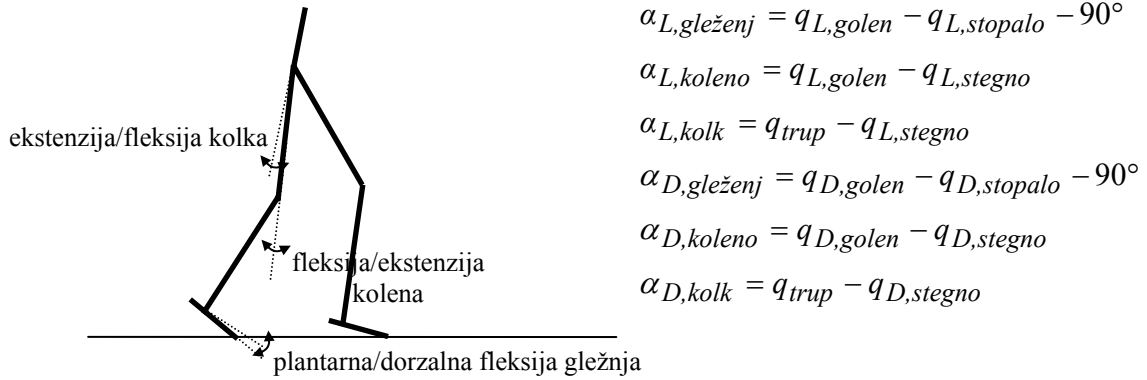 ekstenzija/fleksija kolka
fleksija/ekstenzija
kolena
plantarna/dorzalna fleksija gležnja
α_{L,gleženj} = q_{L,golen} − q_{L,stopalo} − 90°
α_{L,koleno} = q_{L,golen} − q_{L,stegno}
α_{L,kolk} = q_{trup} − q_{L,stegno}
α_{D,gleženj} = q_{D,golen} − q_{D,stopalo} − 90°
α_{D,koleno} = q_{D,golen} − q_{D,stegno}
α_{D,kolk} = q_{trup} − q_{D,stegno}